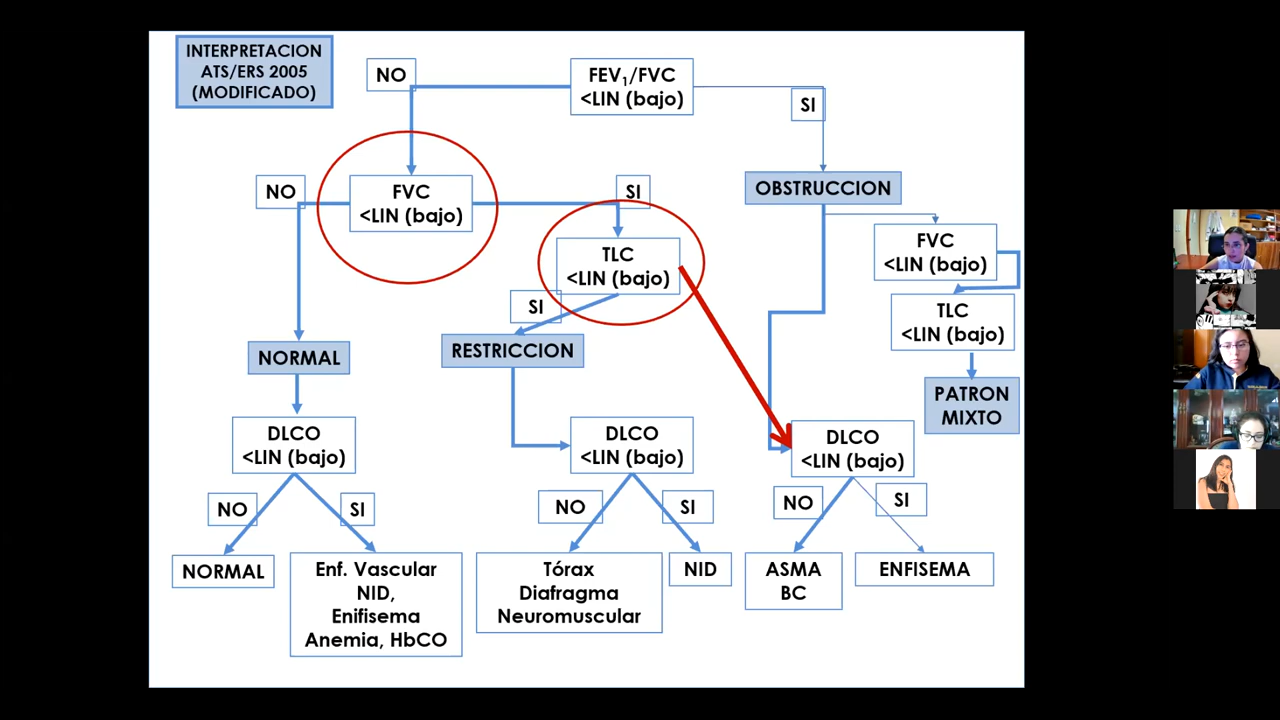 INTERPRETACION
ATS/ERS 2005
(MODIFICADO)
NO
FEV₁/FVC
<LIN (bajo)
SI
NO
FVC
<LIN (bajo)
SI
OBSTRUCCION
TLC
<LIN (bajo)
FVC
<LIN (bajo)
SI
TLC
<LIN (bajo)
NORMAL
RESTRICCION
PATRON
MIXTO
DLCO
<LIN (bajo)
DLCO
<LIN (bajo)
DLCO
<LIN (bajo)
NO
SI
NO
SI
NO
SI
NORMAL
Enf. Vascular
NID,
Enifisema
Anemia, HbCO
Tórax
Diafragma
Neuromuscular
NID
ASMA
BC
ENFISEMA